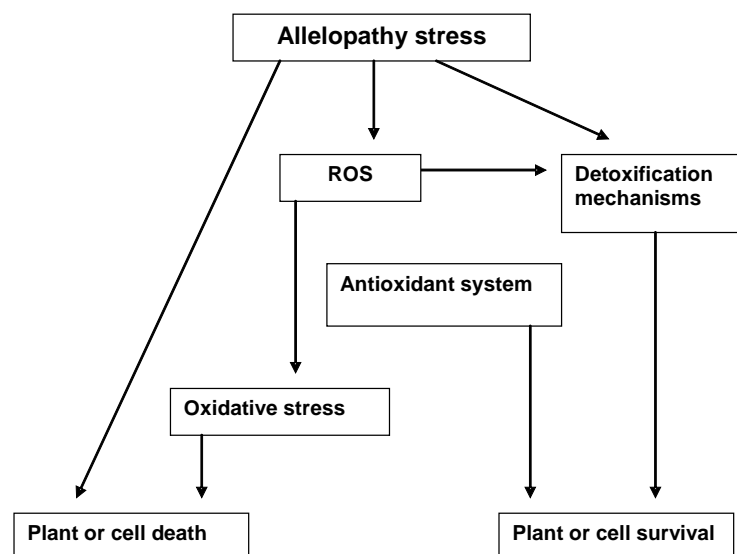 Allelopathy stress
ROS
Detoxification
mechanisms
Antioxidant system
Oxidative stress
Plant or cell death
Plant or cell survival